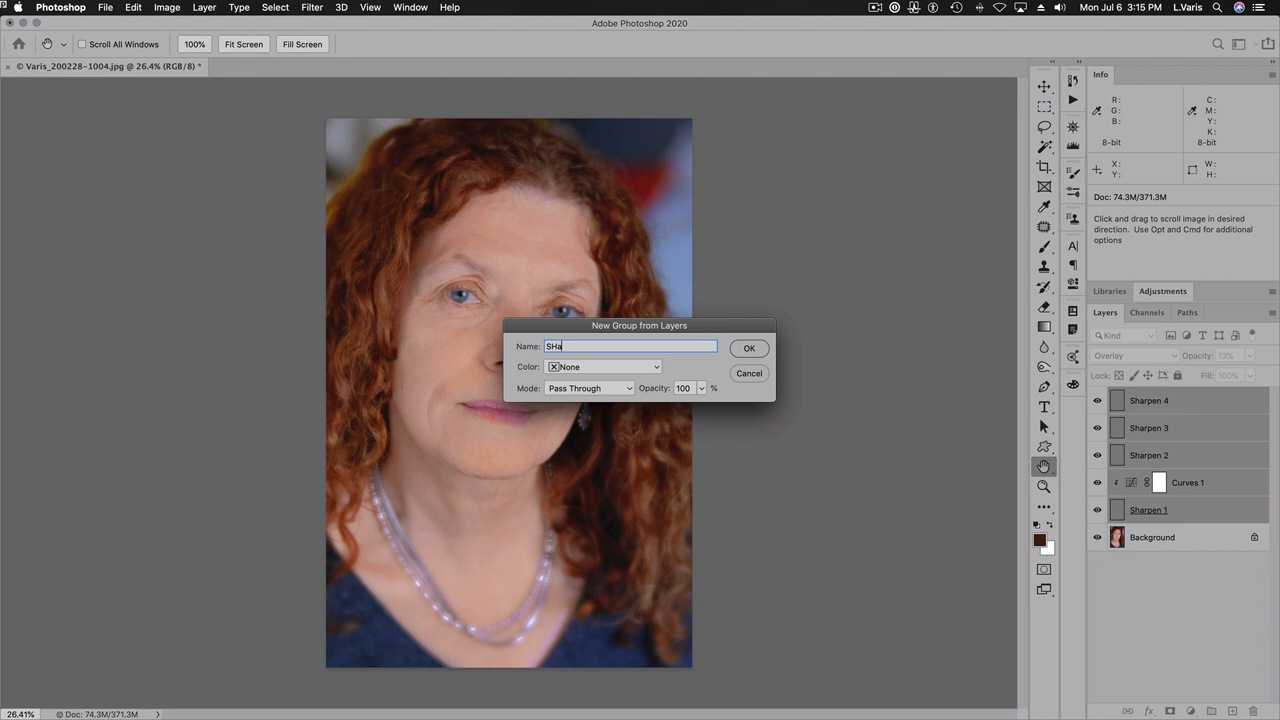 Photoshop File Edit Image Layer Type Select Filter 3D View Window Help Mon Jul 6 3:15 PM L.Varis
Adobe Photoshop 2020
Scroll All Windows 100% Fit Screen Fill Screen
× © Varis_200228-1004.jpg @ 26.4% (RGB/8) *
Info
R: C:
G: M:
B: Y:
K:
8-bit 8-bit
X: W:
Y: H:
Doc: 74.3M/371.3M
Click and drag to scroll image in desired
direction. Use Opt and Cmd for additional
options
Libraries Adjustments
Layers Channels Paths
Kind
Overlay Opacity: 13%
Lock: Fill: 100%
Sharpen 4
Sharpen 3
Sharpen 2
Curves 1
Sharpen 1
Background
New Group from Layers
Name: SHa OK
Color: None Cancel
Mode: Pass Through Opacity: 100 %
26.41% © Doc: 74.3M/371.3M